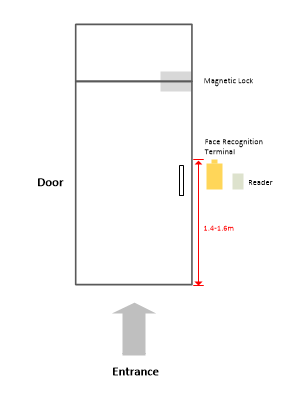 Magnetic Lock
Face Recognition
Terminal
Door
Reader
1.4-1.6m
Entrance